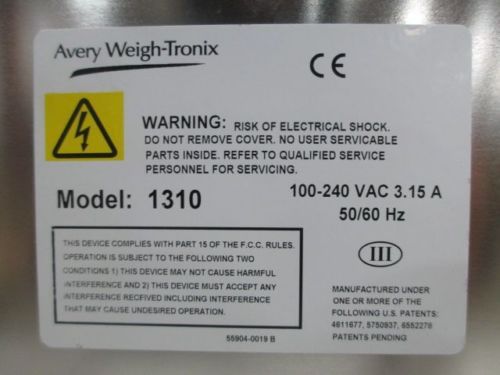 Avery Weigh-Tronix
CE
WARNING: RISK OF ELECTRICAL SHOCK.
DO NOT REMOVE COVER. NO USER SERVICABLE
PARTS INSIDE. REFER TO QUALIFIED SERVICE
PERSONNEL FOR SERVICING.
Model: 1310
100-240 VAC 3.15 A
50/60 Hz
THIS DEVICE COMPLIES WITH PART 15 OF THE F.C.C. RULES.
OPERATION IS SUBJECT TO THE FOLLOWING TWO
CONDITIONS 1) THIS DEVICE MAY NOT CAUSE HARMFUL
INTERFERENCE AND 2) THIS DEVICE MUST ACCEPT ANY
INTERFERENCE RECEIVED INCLUDING INTERFERENCE
THAT MAY CAUSE UNDESIRED OPERATION.
III
MANUFACTURED UNDER
ONE OR MORE OF THE
FOLLOWING U.S. PATENTS:
4611677, 5750937, 6552278
PATENTS PENDING
55904-0019 B